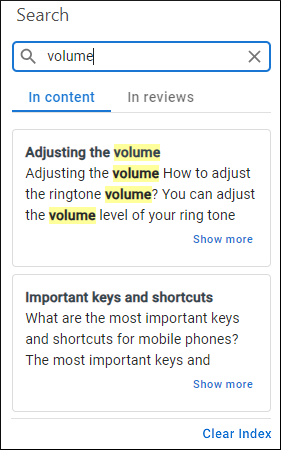 Search
volume
In content In reviews
Adjusting the volume
Adjusting the volume How to adjust
the ringtone volume? You can adjust
the volume level of your ring tone
Show more
Important keys and shortcuts
What are the most important keys
and shortcuts for mobile phones?
The most important keys and
Show more
Clear Index